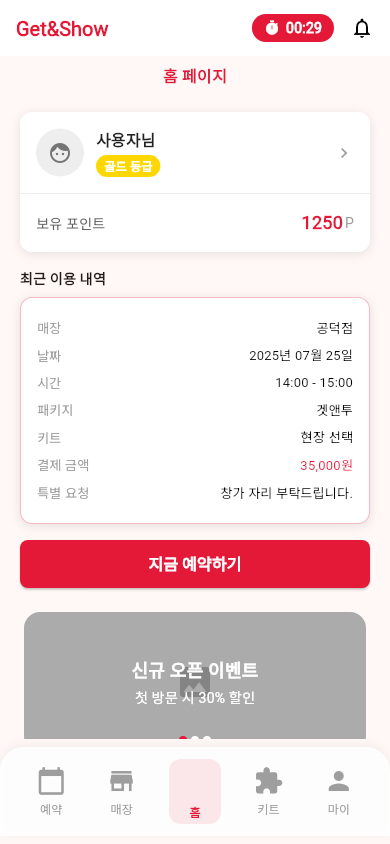 Get&Show
00:29
홈 페이지
사용자님
골드 등급
보유 포인트 1250 P
최근 이용 내역
매장 공덕점
날짜 2025년 07월 25일
시간 14:00 - 15:00
패키지 겟앤투
키트 현장 선택
결제 금액 35,000원
특별 요청 창가 자리 부탁드립니다.
지금 예약하기
신규 오픈 이벤트
첫 방문 시 30% 할인
예약 매장 홈 키트 마이